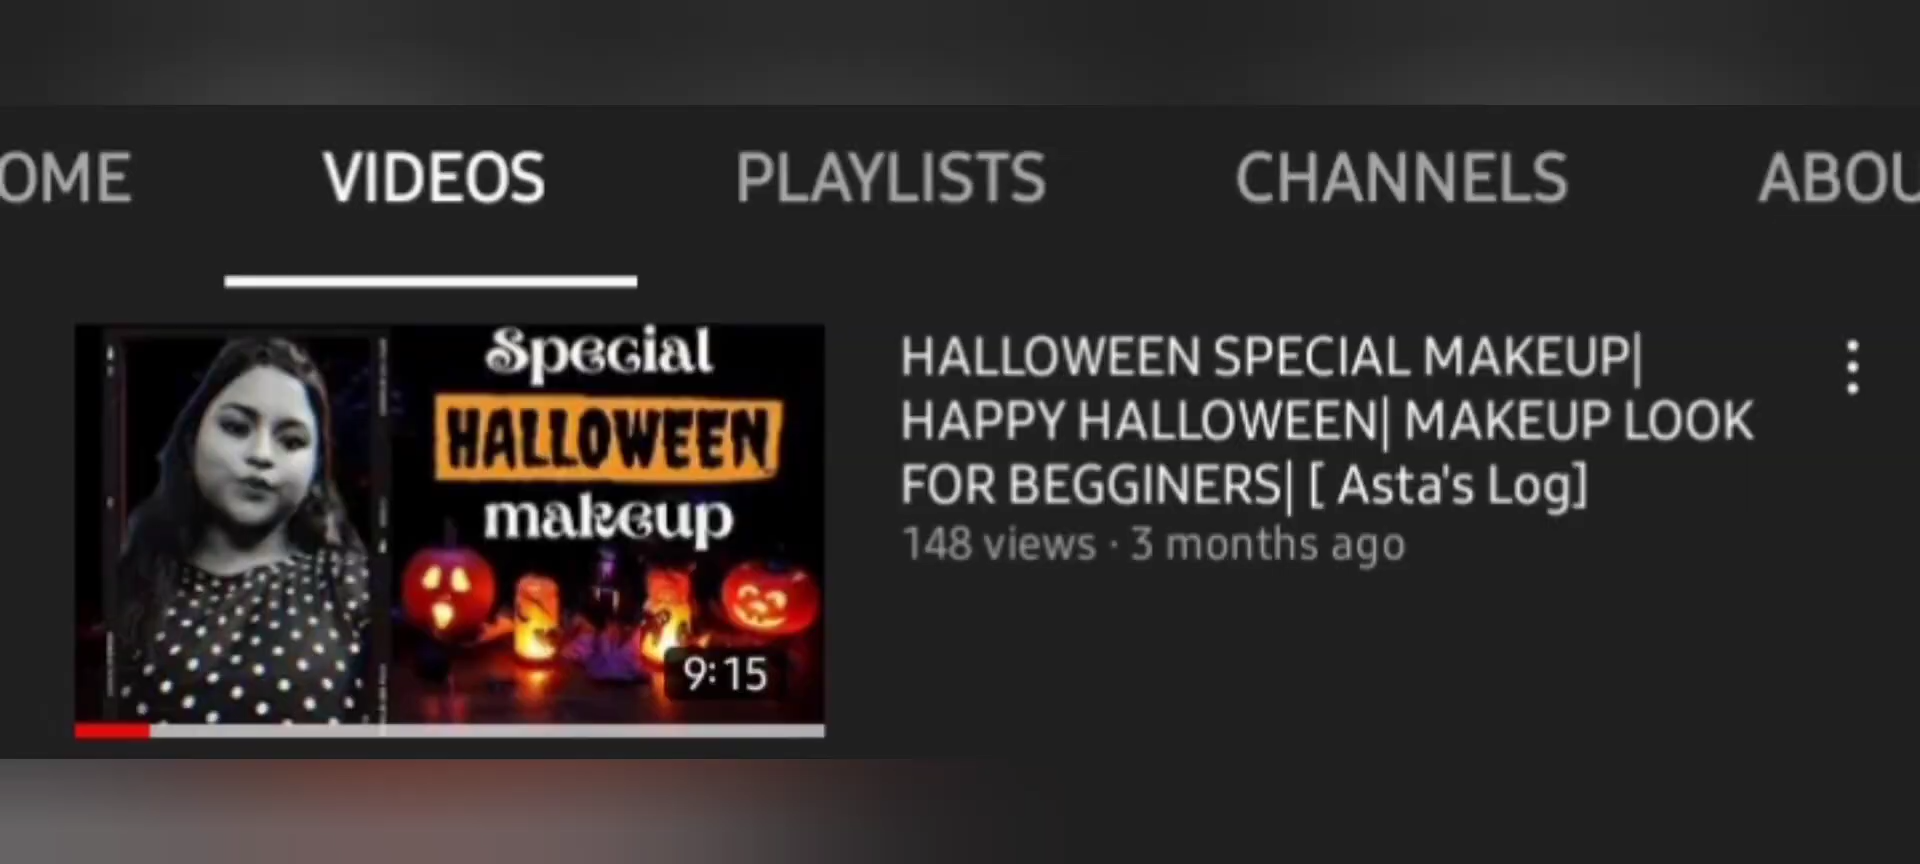 OME VIDEOS PLAYLISTS CHANNELS ABOU
Special
HALLOWEEN
makeup
9:15
HALLOWEEN SPECIAL MAKEUP|
HAPPY HALLOWEEN| MAKEUP LOOK
FOR BEGGINERS| [ Asta's Log]
148 views · 3 months ago